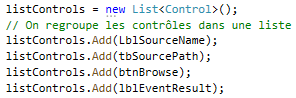 listControls = new List<Control>();
// On regroupe les contrôles dans une liste
listControls.Add(LblSourceName);
listControls.Add(tbSourcePath);
listControls.Add(btnBrowse);
listControls.Add(lblEventResult);